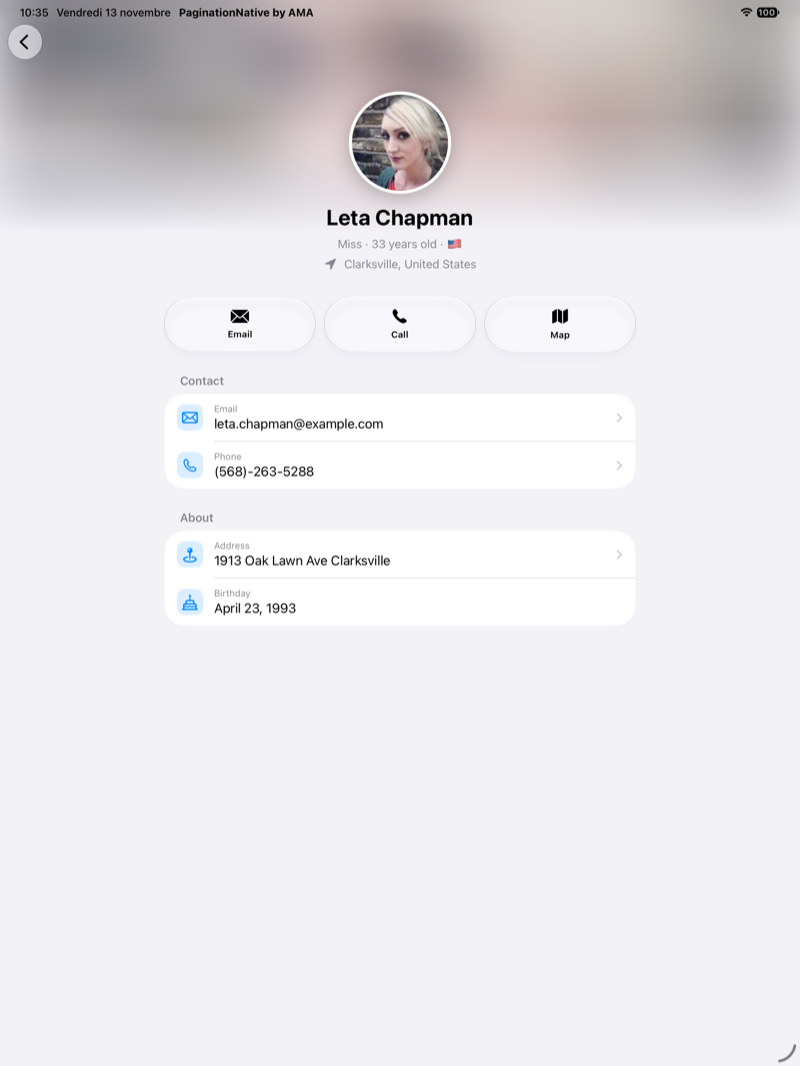 10:35 Vendredi 13 novembre PaginationNative by AMA 100
Leta Chapman
Miss · 33 years old · 🇺🇸
Clarksville, United States
Email Call Map
Contact
Email
leta.chapman@example.com
Phone
(568)-263-5288
About
Address
1913 Oak Lawn Ave Clarksville
Birthday
April 23, 1993